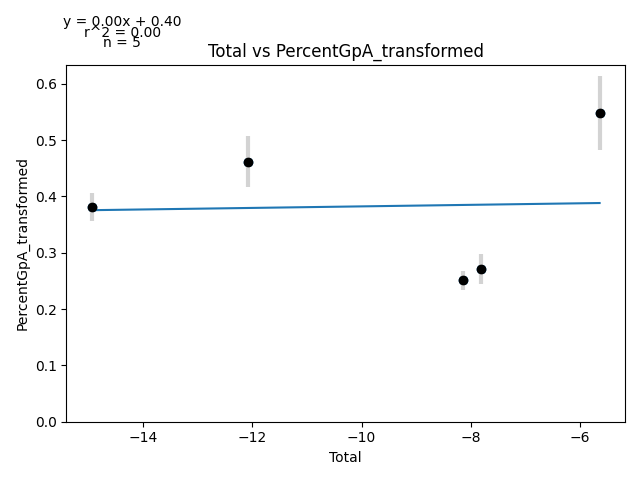 y = 0.00x + 0.40
r^2 = 0.00
n = 5
Total vs PercentGpA_transformed
PercentGpA_transformed
0.6
0.5
0.4
0.3
0.2
0.1
0.0
−14
−12
−10
−8
−6
Total